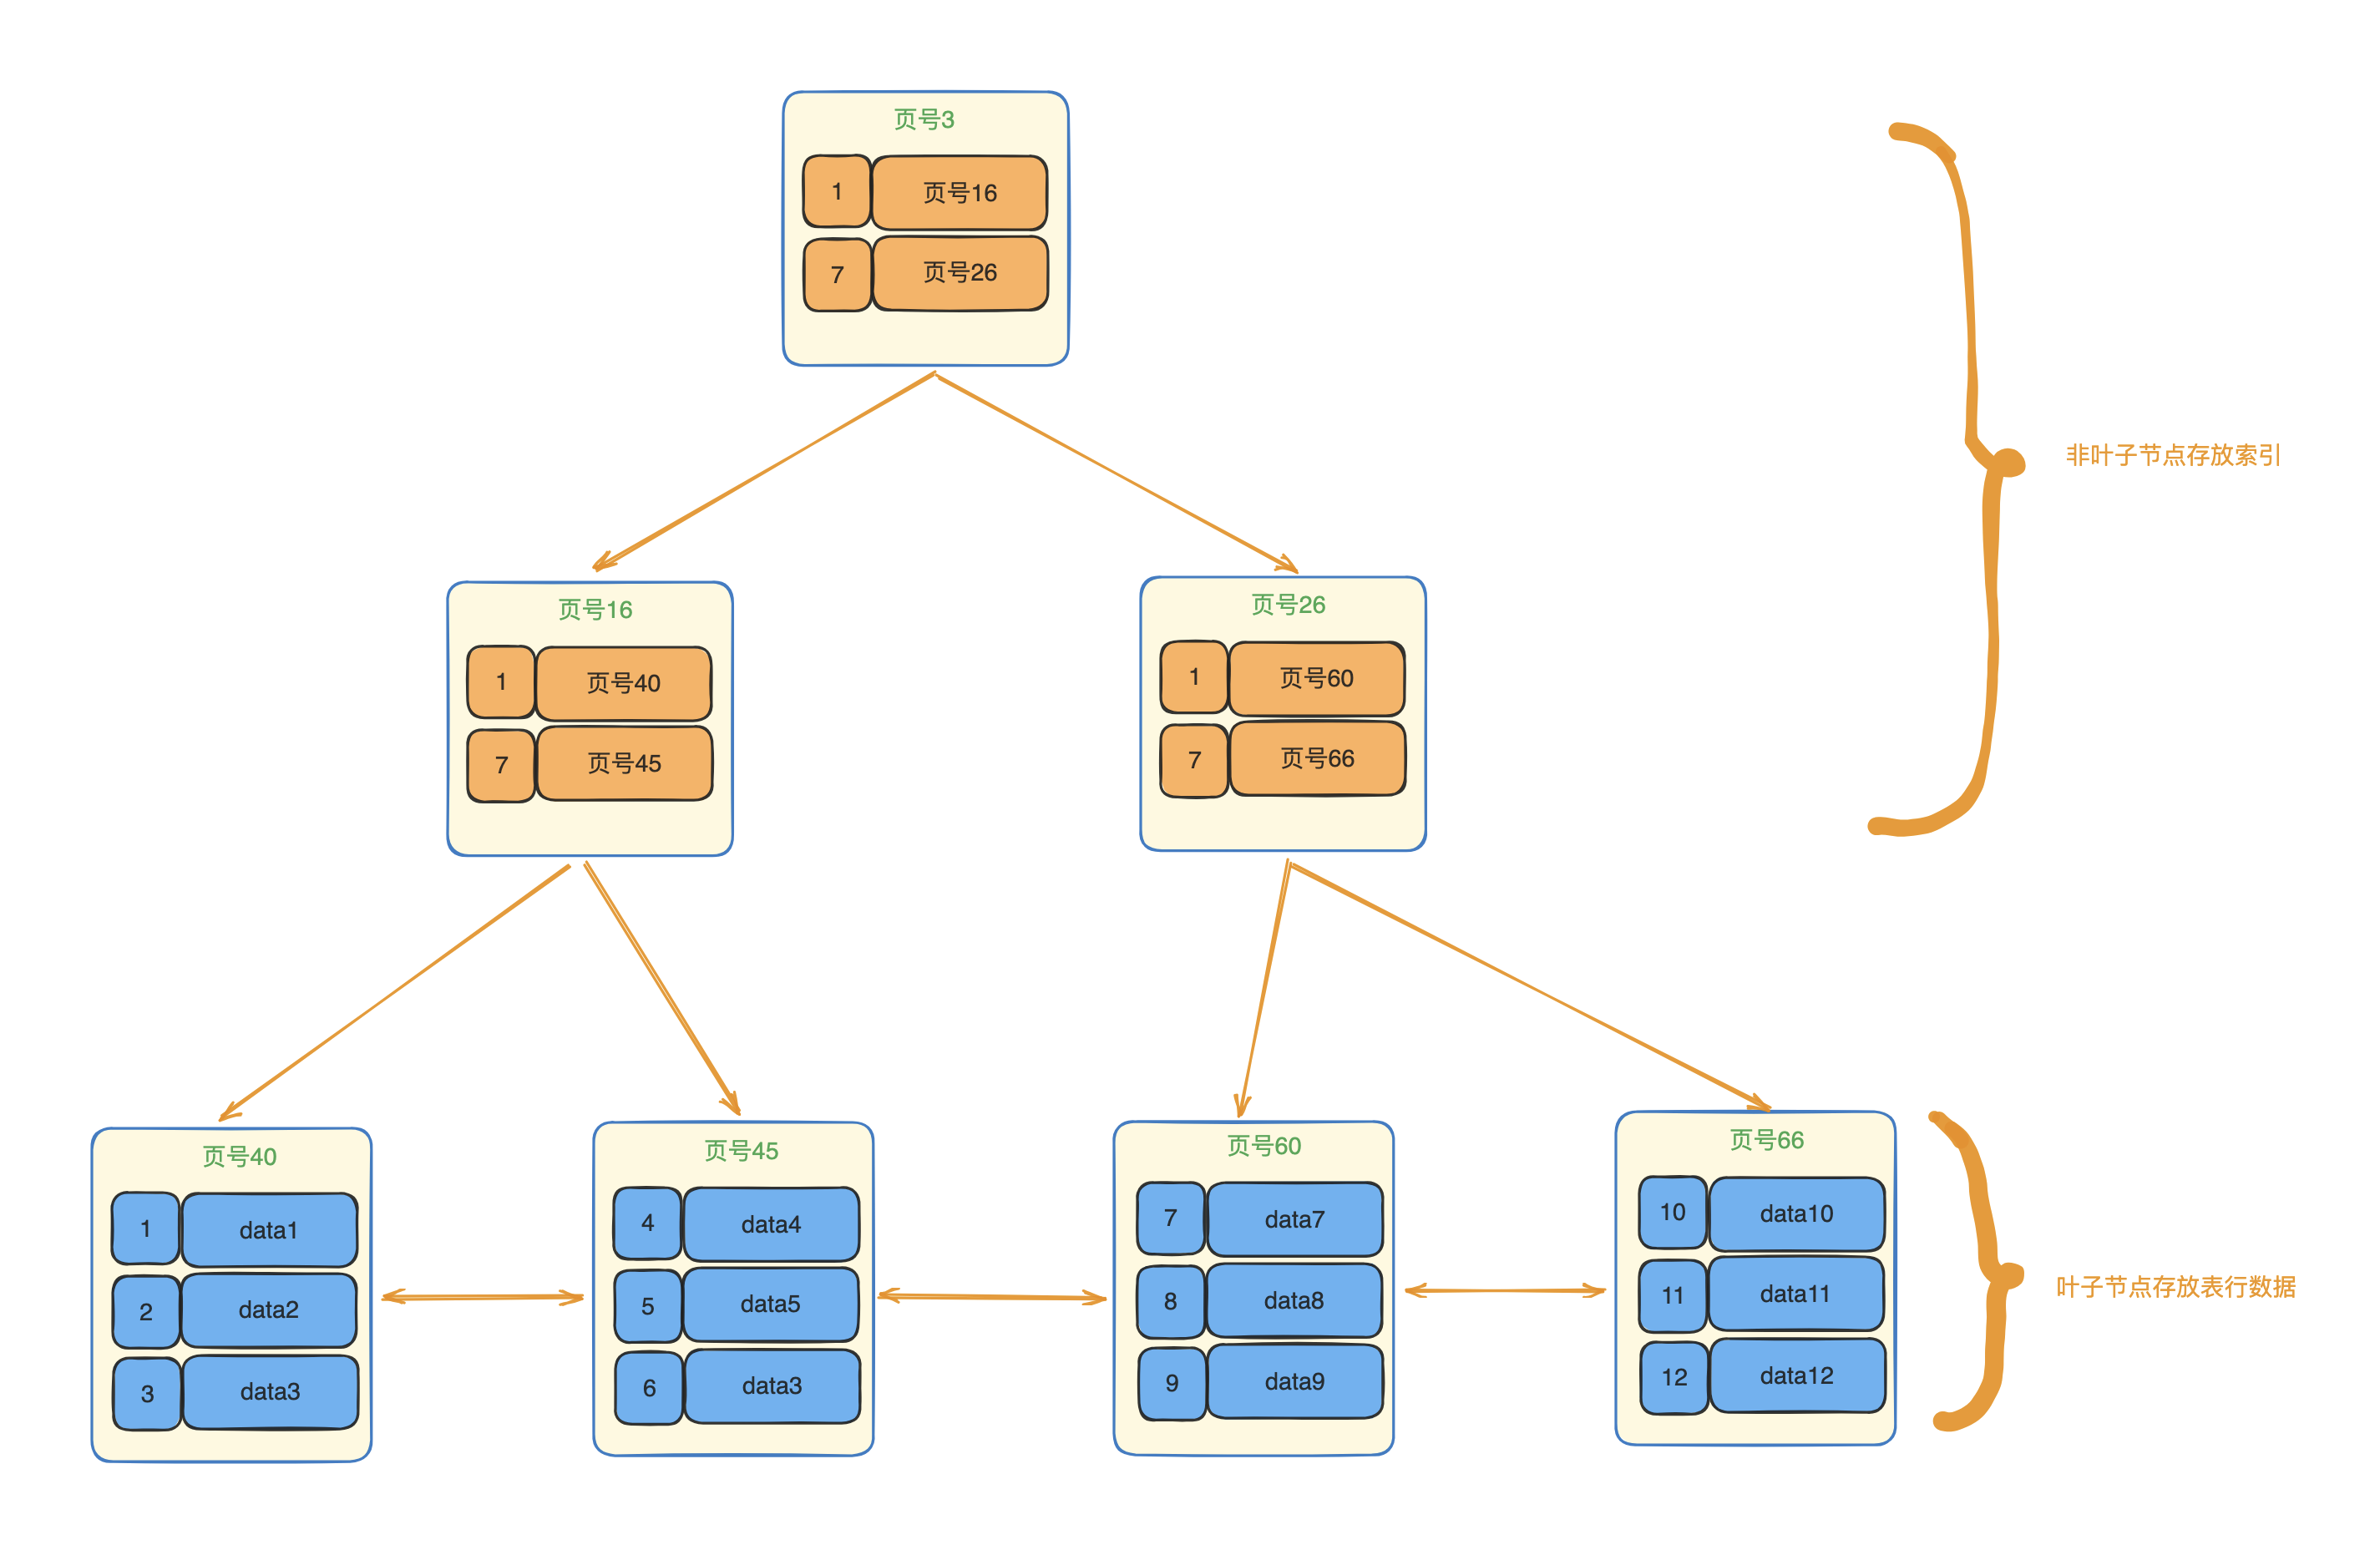 页号3
1 页号16
7 页号26
非叶子节点存放索引
页号16
1 页号40
7 页号45
页号26
1 页号60
7 页号66
页号40
1 data1
2 data2
3 data3
页号45
4 data4
5 data5
6 data3
页号60
7 data7
8 data8
9 data9
页号66
10 data10
11 data11
12 data12
叶子节点存放表行数据